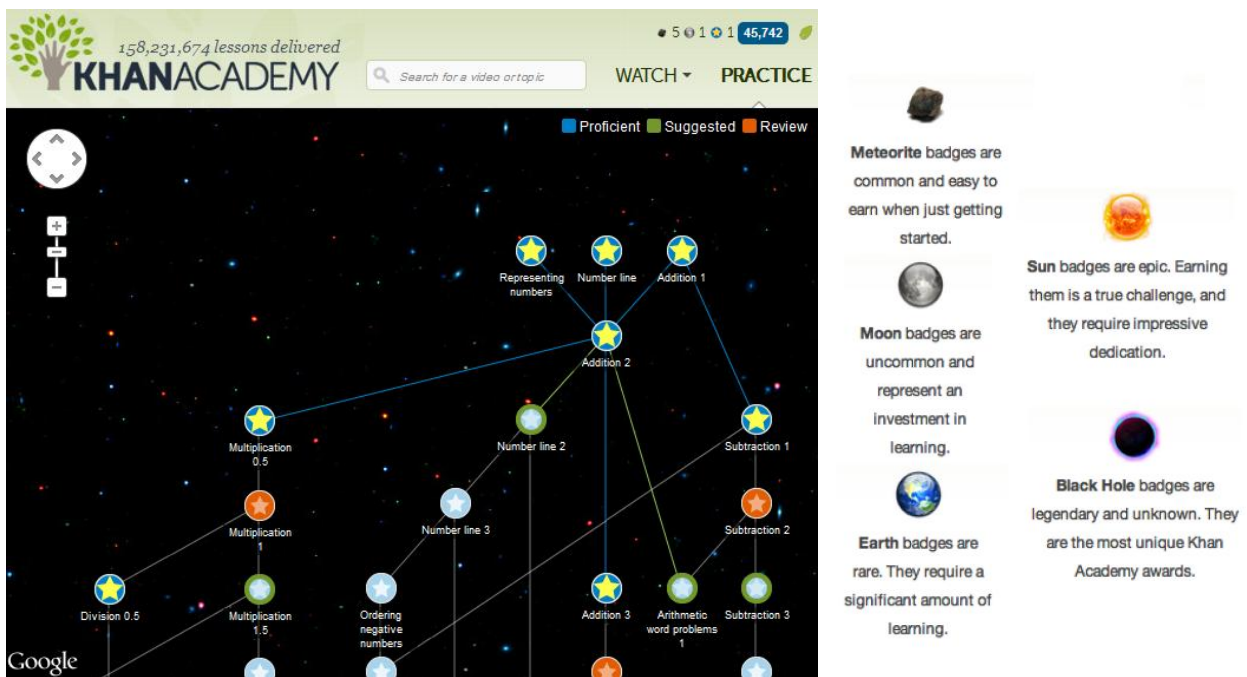 158,231,674 lessons delivered
KHANACADEMY
5 1 1 45,742
Search for a video or topic
WATCH PRACTICE
Proficient Suggested Review
Representing
numbers
Number line
Addition 1
Addition 2
Multiplication
0.5
Number line 2
Subtraction 1
Multiplication
1
Number line 3
Subtraction 2
Division 0.5
Multiplication
1.5
Ordering
negative
numbers
Addition 3
Arithmetic
word problems
1
Subtraction 3
Google
Meteorite badges are
common and easy to
earn when just getting
started.
Moon badges are
uncommon and
represent an
investment in
learning.
Earth badges are
rare. They require a
significant amount of
learning.
Sun badges are epic. Earning
them is a true challenge, and
they require impressive
dedication.
Black Hole badges are
legendary and unknown. They
are the most unique Khan
Academy awards.